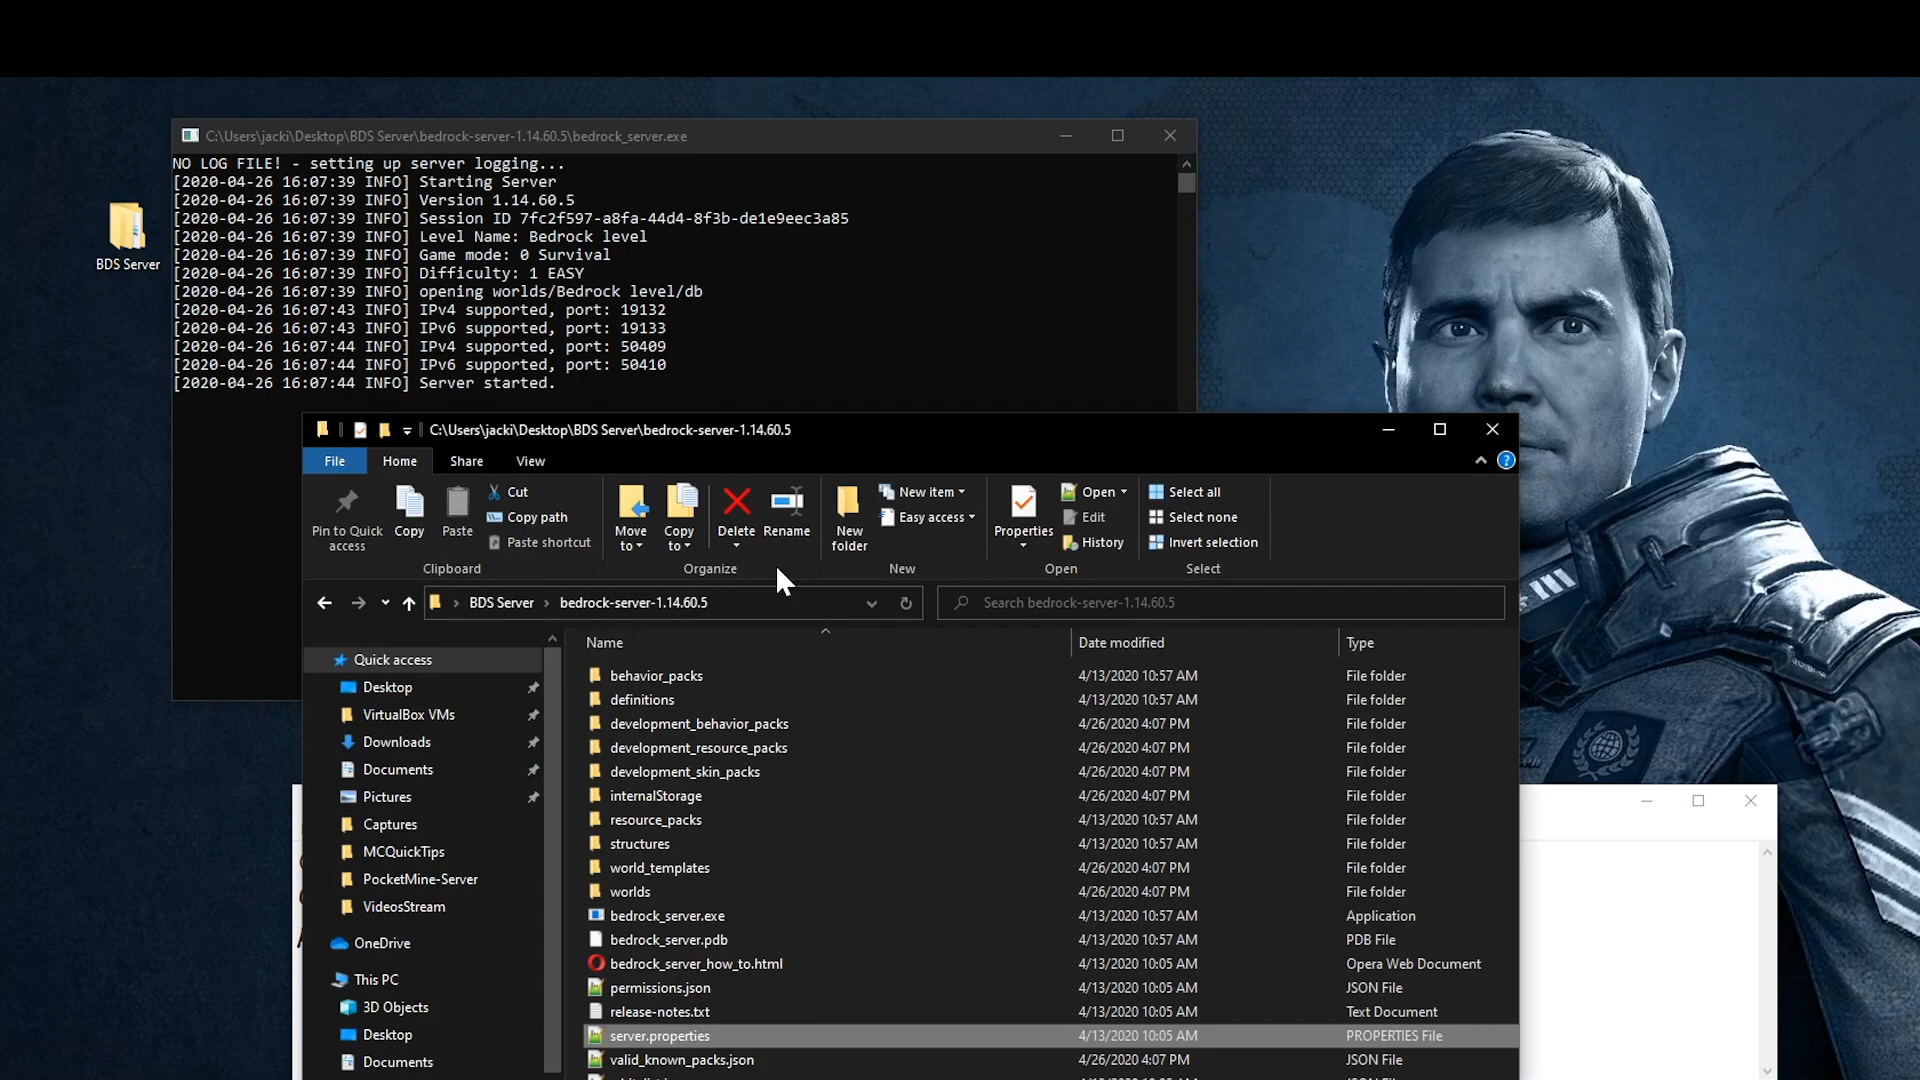 C:\Users\jacki\Desktop\BDS Server\bedrock-server-1.14.60.5\bedrock_server.exe
NO LOG FILE! - setting up server logging...
[2020-04-26 16:07:39 INFO] Starting Server
[2020-04-26 16:07:39 INFO] Version 1.14.60.5
[2020-04-26 16:07:39 INFO] Session ID 7fc2f597-a8fa-44d4-8f3b-de1e9eec3a85
[2020-04-26 16:07:39 INFO] Level Name: Bedrock level
[2020-04-26 16:07:39 INFO] Game mode: 0 Survival
[2020-04-26 16:07:39 INFO] Difficulty: 1 EASY
[2020-04-26 16:07:39 INFO] opening worlds/Bedrock level/db
[2020-04-26 16:07:43 INFO] IPv4 supported, port: 19132
[2020-04-26 16:07:43 INFO] IPv6 supported, port: 19133
[2020-04-26 16:07:44 INFO] IPv4 supported, port: 50409
[2020-04-26 16:07:44 INFO] IPv6 supported, port: 50410
[2020-04-26 16:07:44 INFO] Server started.
BDS Server
C:\Users\jacki\Desktop\BDS Server\bedrock-server-1.14.60.5
File Home Share View
Pin to Quick access
Copy
Paste
Cut
Copy path
Paste shortcut
Clipboard
Move to
Copy to
Delete
Rename
Organize
New folder
New item
Easy access
New
Properties
Open
Edit
History
Open
Select all
Select none
Invert selection
Select
BDS Server > bedrock-server-1.14.60.5
Search bedrock-server-1.14.60.5
Quick access
Desktop
VirtualBox VMs
Downloads
Documents
Pictures
Captures
MCQuickTips
PocketMine-Server
VideosStream
OneDrive
This PC
3D Objects
Desktop
Documents
Name Date modified Type
behavior_packs 4/13/2020 10:57 AM File folder
definitions 4/13/2020 10:57 AM File folder
development_behavior_packs 4/26/2020 4:07 PM File folder
development_resource_packs 4/26/2020 4:07 PM File folder
development_skin_packs 4/26/2020 4:07 PM File folder
internalStorage 4/26/2020 4:07 PM File folder
resource_packs 4/13/2020 10:57 AM File folder
structures 4/13/2020 10:57 AM File folder
world_templates 4/26/2020 4:07 PM File folder
worlds 4/26/2020 4:07 PM File folder
bedrock_server.exe 4/13/2020 10:57 AM Application
bedrock_server.pdb 4/13/2020 10:57 AM PDB File
bedrock_server_how_to.html 4/13/2020 10:05 AM Opera Web Document
permissions.json 4/13/2020 10:05 AM JSON File
release-notes.txt 4/13/2020 10:05 AM Text Document
server.properties 4/13/2020 10:05 AM PROPERTIES File
valid_known_packs.json 4/26/2020 4:07 PM JSON File